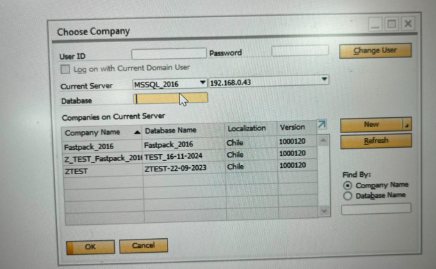 Choose Company
User ID Password Change User
Log on with Current Domain User
Current Server MSSQL_2016 192.168.0.43
Database
Companies on Current Server
Company Name Database Name Localization Version New
Fastpack_2016 Fastpack_2016 Chile 1000120 Refresh
Z_TEST_Fastpack_2016 TEST_16-11-2024 Chile 1000120
ZTEST ZTEST-22-09-2023 Chile 1000120
Find By:
Company Name
Database Name
OK Cancel